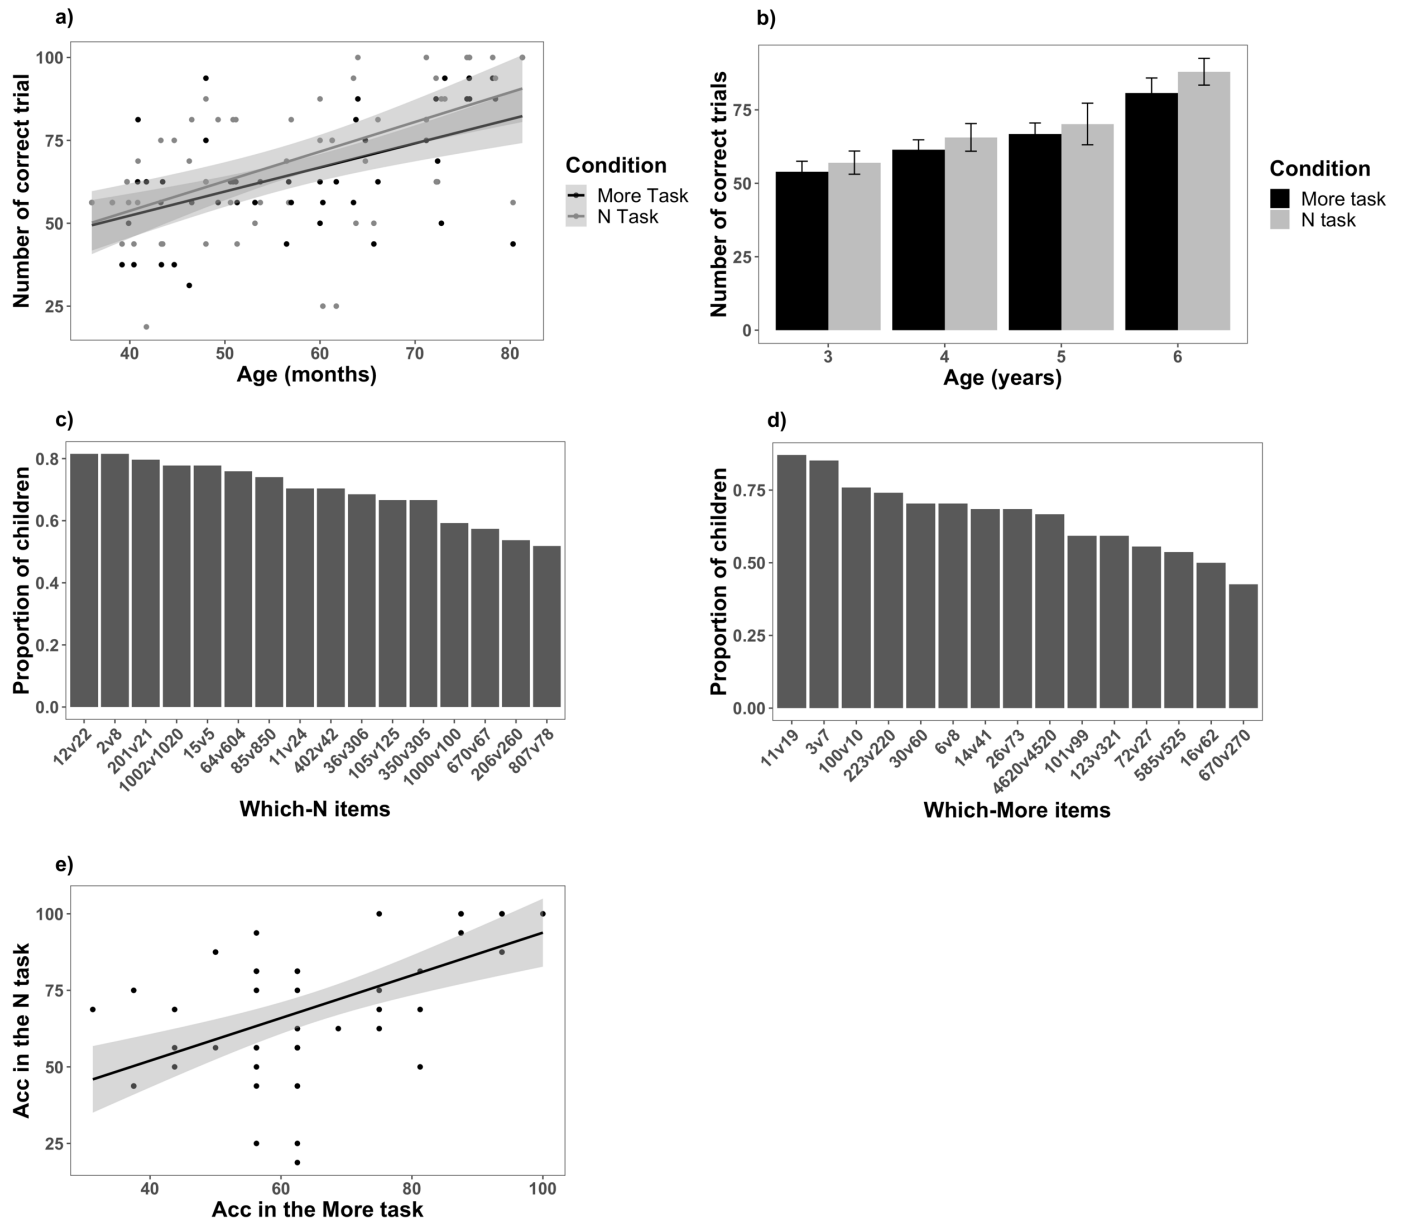 a)
Number of correct trial
100
75
50
25
40 50 60 70 80
Age (months)
Condition
More Task
N Task
b)
Number of correct trials
75
50
25
0
3 4 5 6
Age (years)
Condition
More task
N task
c)
Proportion of children
0.8
0.6
0.4
0.2
0.0
12v22 2v8 201v21 1002v1020 15v5 64v604 85v850 11v24 402v42 36v306 105v125 350v305 1000v100 670v67 206v260 807v78
Which-N items
d)
Proportion of children
0.75
0.50
0.25
0.00
11v19 3v7 100v10 223v220 30v60 6v8 14v41 26v73 4620v4520 101v99 123v321 72v27 585v525 16v62 670v270
Which-More items
e)
Acc in the N task
100
75
50
25
40 60 80 100
Acc in the More task